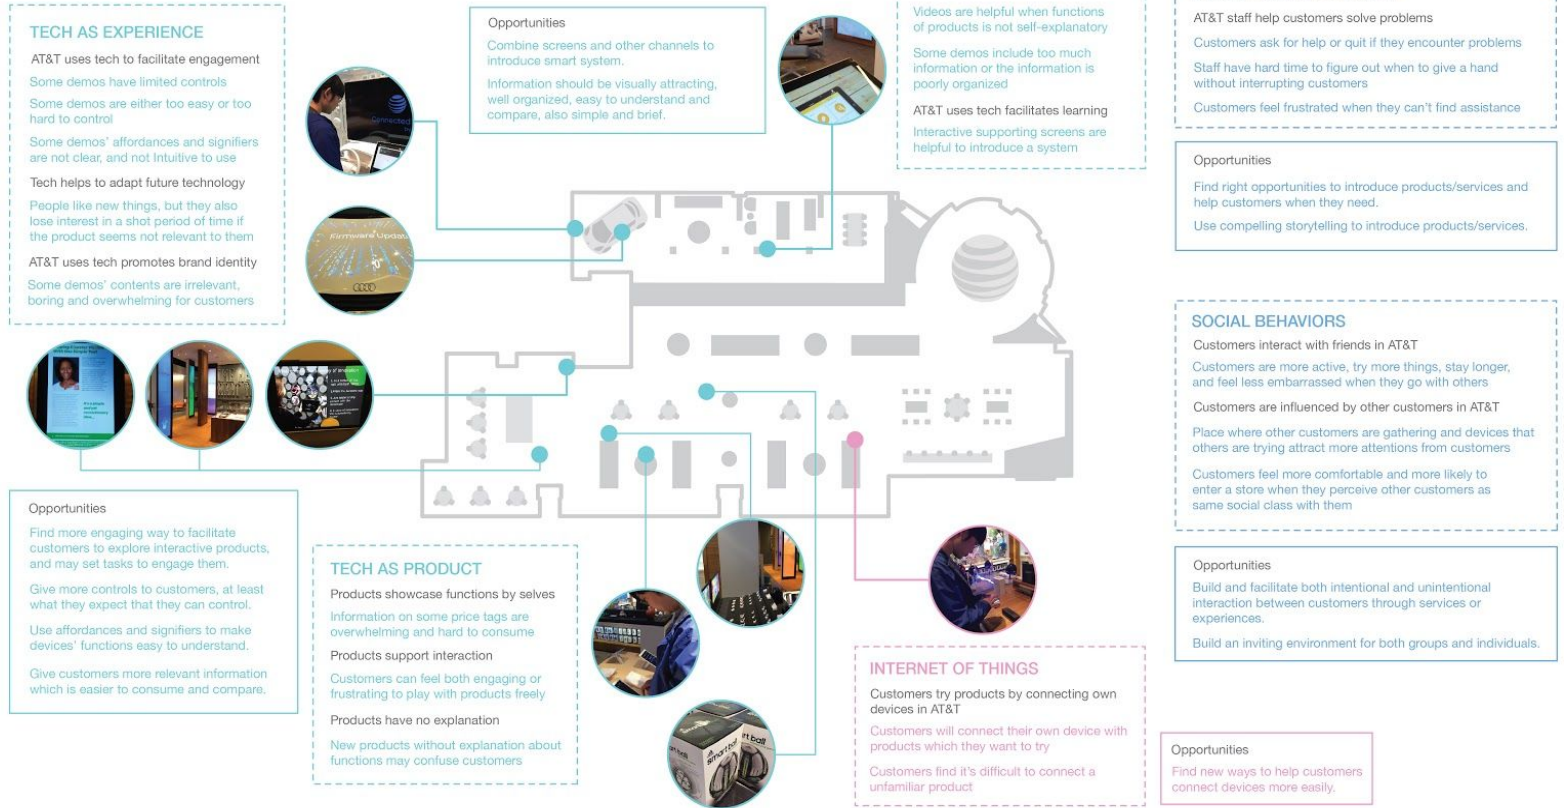 TECH AS EXPERIENCE
AT&T uses tech to facilitate engagement
Some demos have limited controls
Some demos are either too easy or too
hard to control
Some demos' affordances and signifiers
are not clear, and not Intuitive to use
Tech helps to adapt future technology
People like new things, but they also
lose interest in a shot period of time if
the product seems not relevant to them
AT&T uses tech promotes brand identity
Some demos' contents are irrelevant,
boring and overwhelming for customers
Opportunities
Combine screens and other channels to
introduce smart system.
Information should be visually attracting,
well organized, easy to understand and
compare, also simple and brief.
Videos are helpful when functions
of products is not self-explanatory
Some demos include too much
information or the information is
poorly organized
AT&T uses tech facilitates learning
Interactive supporting screens are
helpful to introduce a system
AT&T staff help customers solve problems
Customers ask for help or quit if they encounter problems
Staff have hard time to figure out when to give a hand
without interrupting customers
Customers feel frustrated when they can't find assistance
Opportunities
Find right opportunities to introduce products/services and
help customers when they need.
Use compelling storytelling to introduce products/services.
Connected
Firmware Updat
SOCIAL BEHAVIORS
Customers interact with friends in AT&T
Customers are more active, try more things, stay longer,
and feel less embarrassed when they go with others
Customers are influenced by other customers in AT&T
Place where other customers are gathering and devices that
others are trying attract more attentions from customers
Customers feel more comfortable and more likely to
enter a store when they perceive other customers as
same social class with them
Opportunities
Build and facilitate both intentional and unintentional
interaction between customers through services or
experiences.
Build an inviting environment for both groups and individuals.
Opportunities
Find more engaging way to facilitate
customers to explore interactive products,
and may set tasks to engage them.
Give more controls to customers, at least
what they expect that they can control.
Use affordances and signifiers to make
devices' functions easy to understand.
Give customers more relevant information
which is easier to consume and compare.
TECH AS PRODUCT
Products showcase functions by selves
Information on some price tags are
overwhelming and hard to consume
Products support interaction
Customers can feel both engaging or
frustrating to play with products freely
Products have no explanation
New products without explanation about
functions may confuse customers
smart ball
art ball
INTERNET OF THINGS
Customers try products by connecting own
devices in AT&T
Customers will connect their own device with
products which they want to try
Customers find it's difficult to connect a
unfamiliar product
Opportunities
Find new ways to help customers
connect devices more easily.